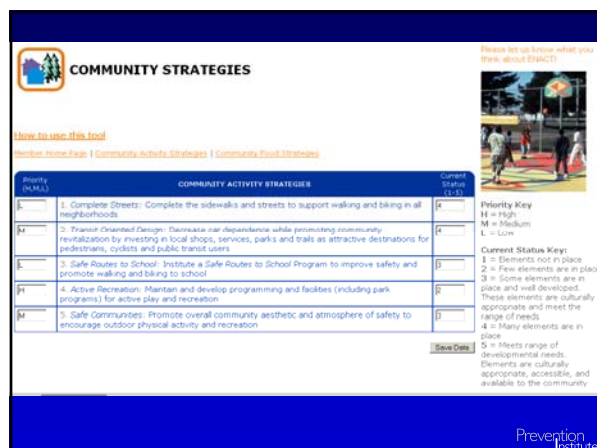 COMMUNITY STRATEGIES
How to use this tool
Member Home Page | Community Activity Strategies | Community Food Strategies
Priority (H,M,L)
COMMUNITY ACTIVITY STRATEGIES
Current Status (1-5)
L
1. Complete Streets: Complete the sidewalks and streets to support walking and biking in all
neighborhoods
4
M
2. Transit Oriented Design: Decrease car dependence while promoting community
revitalization by investing in local shops, services, parks and trails as attractive destinations for
pedestrians, cyclists and public transit users
4
L
3. Safe Routes to School: Institute a Safe Routes to School Program to improve safety and
promote walking and biking to school
3
H
4. Active Recreation: Maintain and develop programming and facilities (including park
programs) for active play and recreation
2
M
5. Safe Communities: Promote overall community aesthetic and atmosphere of safety to
encourage outdoor physical activity and recreation
3
Save Data
Please let us know what you
think about ENACT!
Priority Key
H = High
M = Medium
L = Low
Current Status Key:
1 = Elements not in place
2 = Few elements are in place
3 = Some elements are in
place and well developed.
These elements are culturally
appropriate and meet the
range of needs
4 = Many elements are in
place
5 = Meets range of
developmental needs.
Elements are culturally
appropriate, accessible, and
available to the community
Prevention
Institute